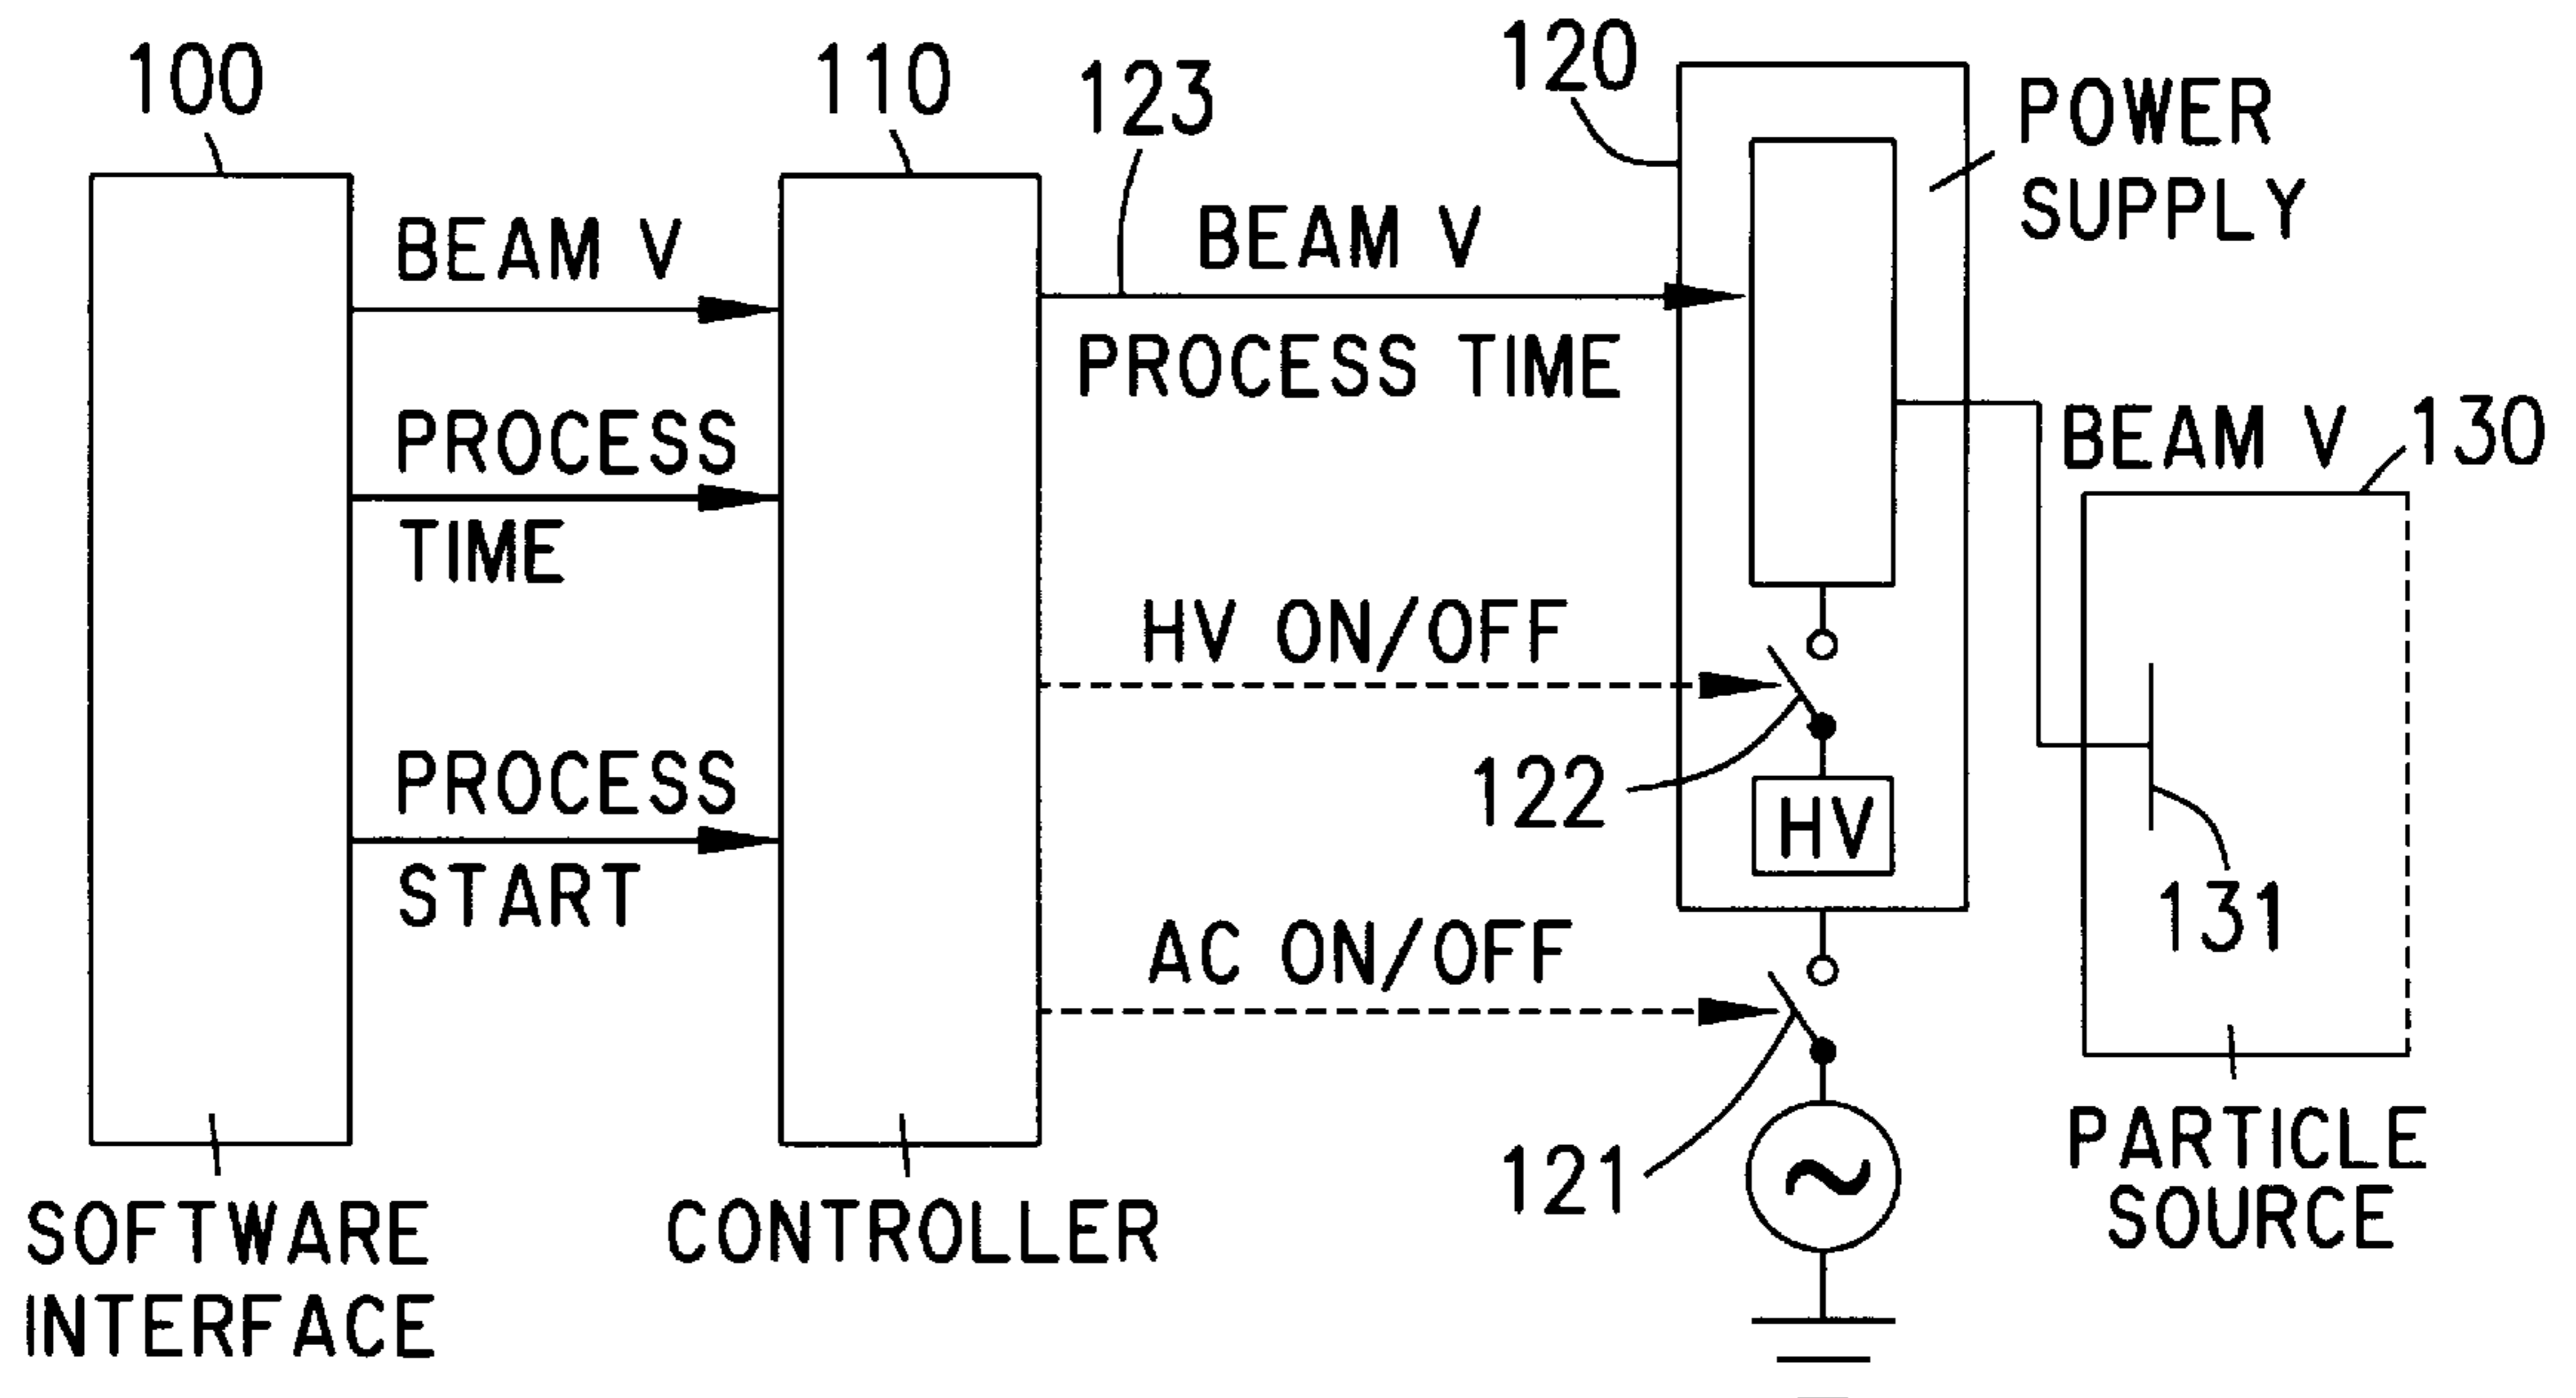 100
110
123
120
POWER
SUPPLY
BEAM V
BEAM V
PROCESS TIME
PROCESS
TIME
BEAM V
130
HV ON/OFF
122
HV
PROCESS
START
131
AC ON/OFF
121
~
PARTICLE
SOURCE
SOFTWARE
INTERFACE
CONTROLLER